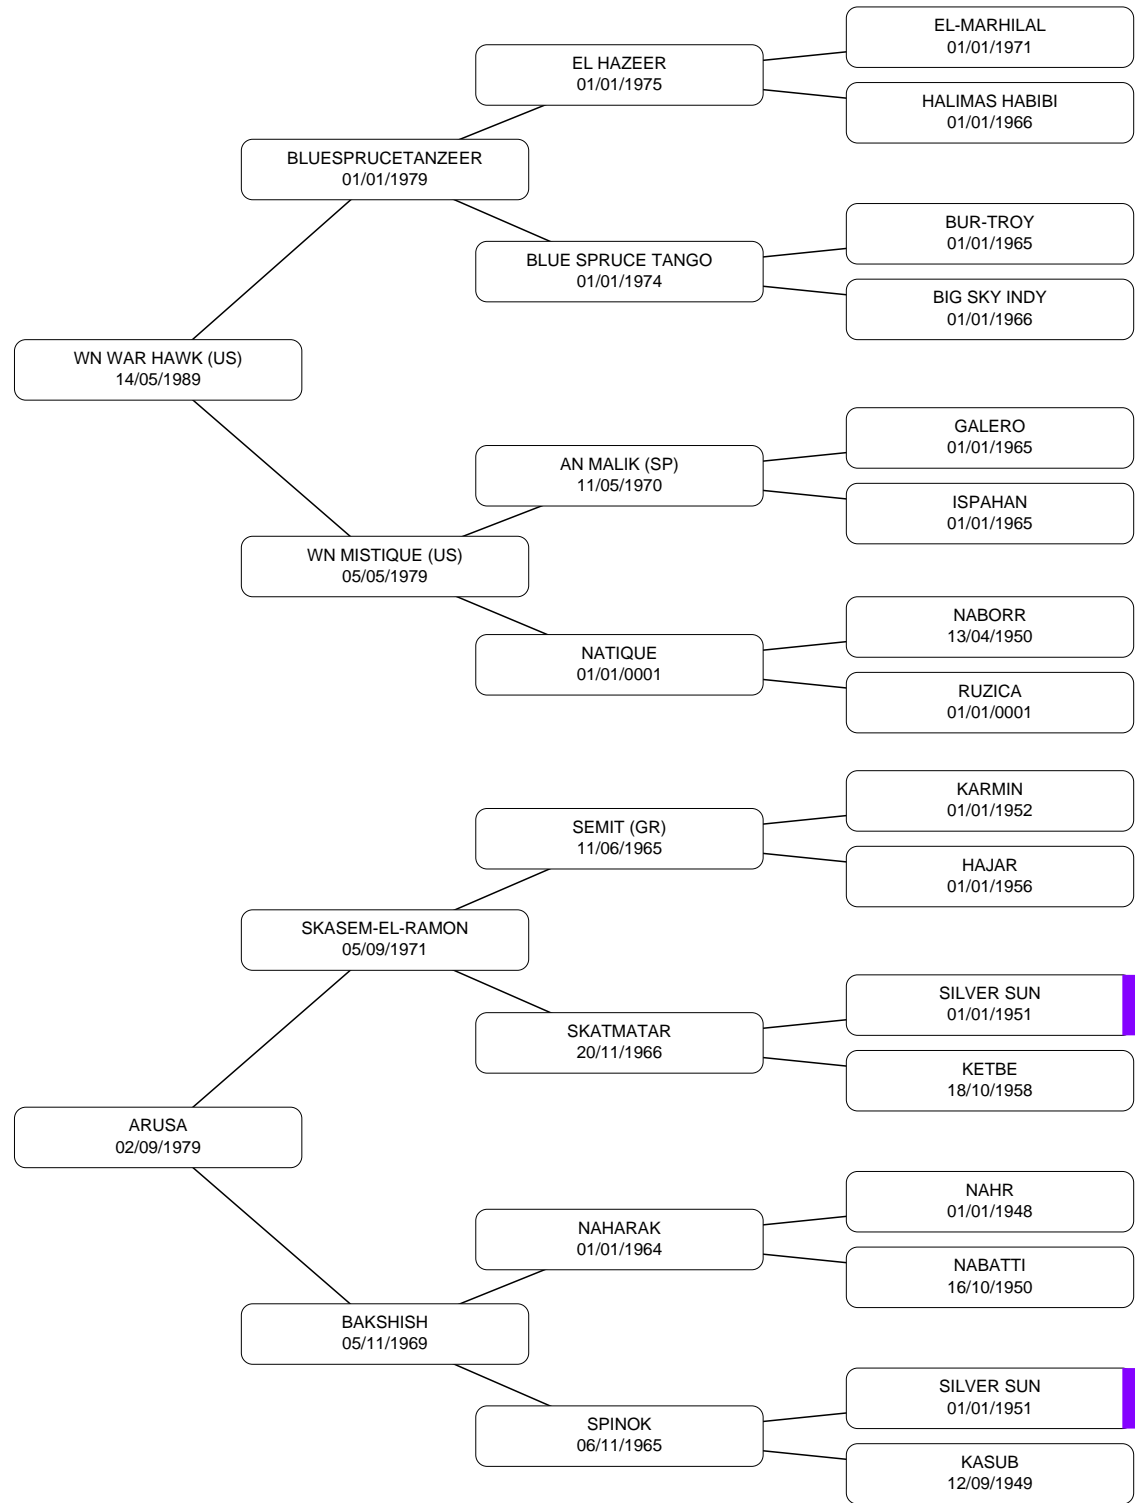 EL-MARHILAL
01/01/1971
EL HAZEER
01/01/1975
HALIMAS HABIBI
01/01/1966
BLUESPRUCETANZEER
01/01/1979
BUR-TROY
01/01/1965
BLUE SPRUCE TANGO
01/01/1974
BIG SKY INDY
01/01/1966
WN WAR HAWK (US)
14/05/1989
GALERO
01/01/1965
AN MALIK (SP)
11/05/1970
ISPAHAN
01/01/1965
WN MISTIQUE (US)
05/05/1979
NABORR
13/04/1950
NATIQUE
01/01/0001
RUZICA
01/01/0001
KARMIN
01/01/1952
SEMIT (GR)
11/06/1965
HAJAR
01/01/1956
SKASEM-EL-RAMON
05/09/1971
SILVER SUN
01/01/1951
SKATMATAR
20/11/1966
KETBE
18/10/1958
ARUSA
02/09/1979
NAHR
01/01/1948
NAHARAK
01/01/1964
NABATTI
16/10/1950
BAKSHISH
05/11/1969
SILVER SUN
01/01/1951
SPINOK
06/11/1965
KASUB
12/09/1949